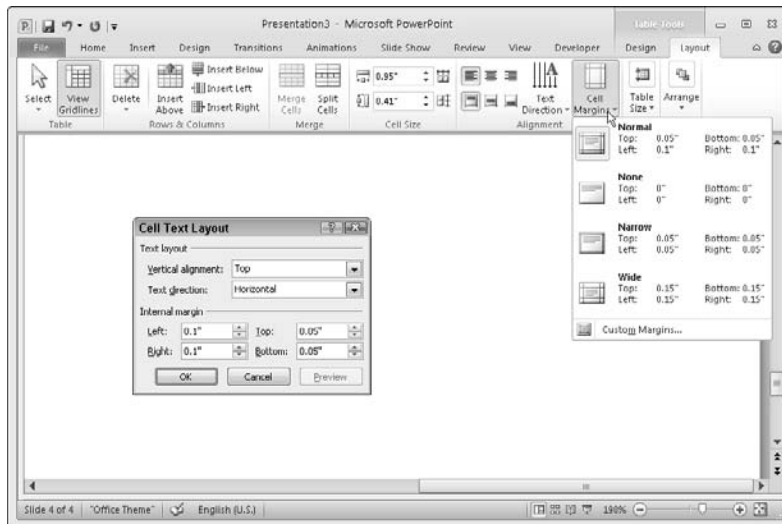 Presentation3 - Microsoft PowerPoint
Table Tools
File Home Insert Design Transitions Animations Slide Show Review View Developer Design Layout
Select
View Gridlines
Table
Delete
Insert Above
Insert Below
Insert Left
Insert Right
Rows & Columns
Merge Cells
Split Cells
Merge
0.95"
0.41"
Cell Size
Text Direction
Cell Margins
Alignment
Table Size
Arrange
Normal
Top: 0.05" Bottom: 0.05"
Left: 0.1" Right: 0.1"
None
Top: 0" Bottom: 0"
Left: 0" Right: 0"
Narrow
Top: 0.05" Bottom: 0.05"
Left: 0.05" Right: 0.05"
Wide
Top: 0.15" Bottom: 0.15"
Left: 0.15" Right: 0.15"
Custom Margins...
Cell Text Layout
Text layout
Vertical alignment: Top
Text direction: Horizontal
Internal margin
Left: 0.1" Top: 0.05"
Right: 0.1" Bottom: 0.05"
OK Cancel Preview
Slide 4 of 4 "Office Theme" English (U.S.) 198%